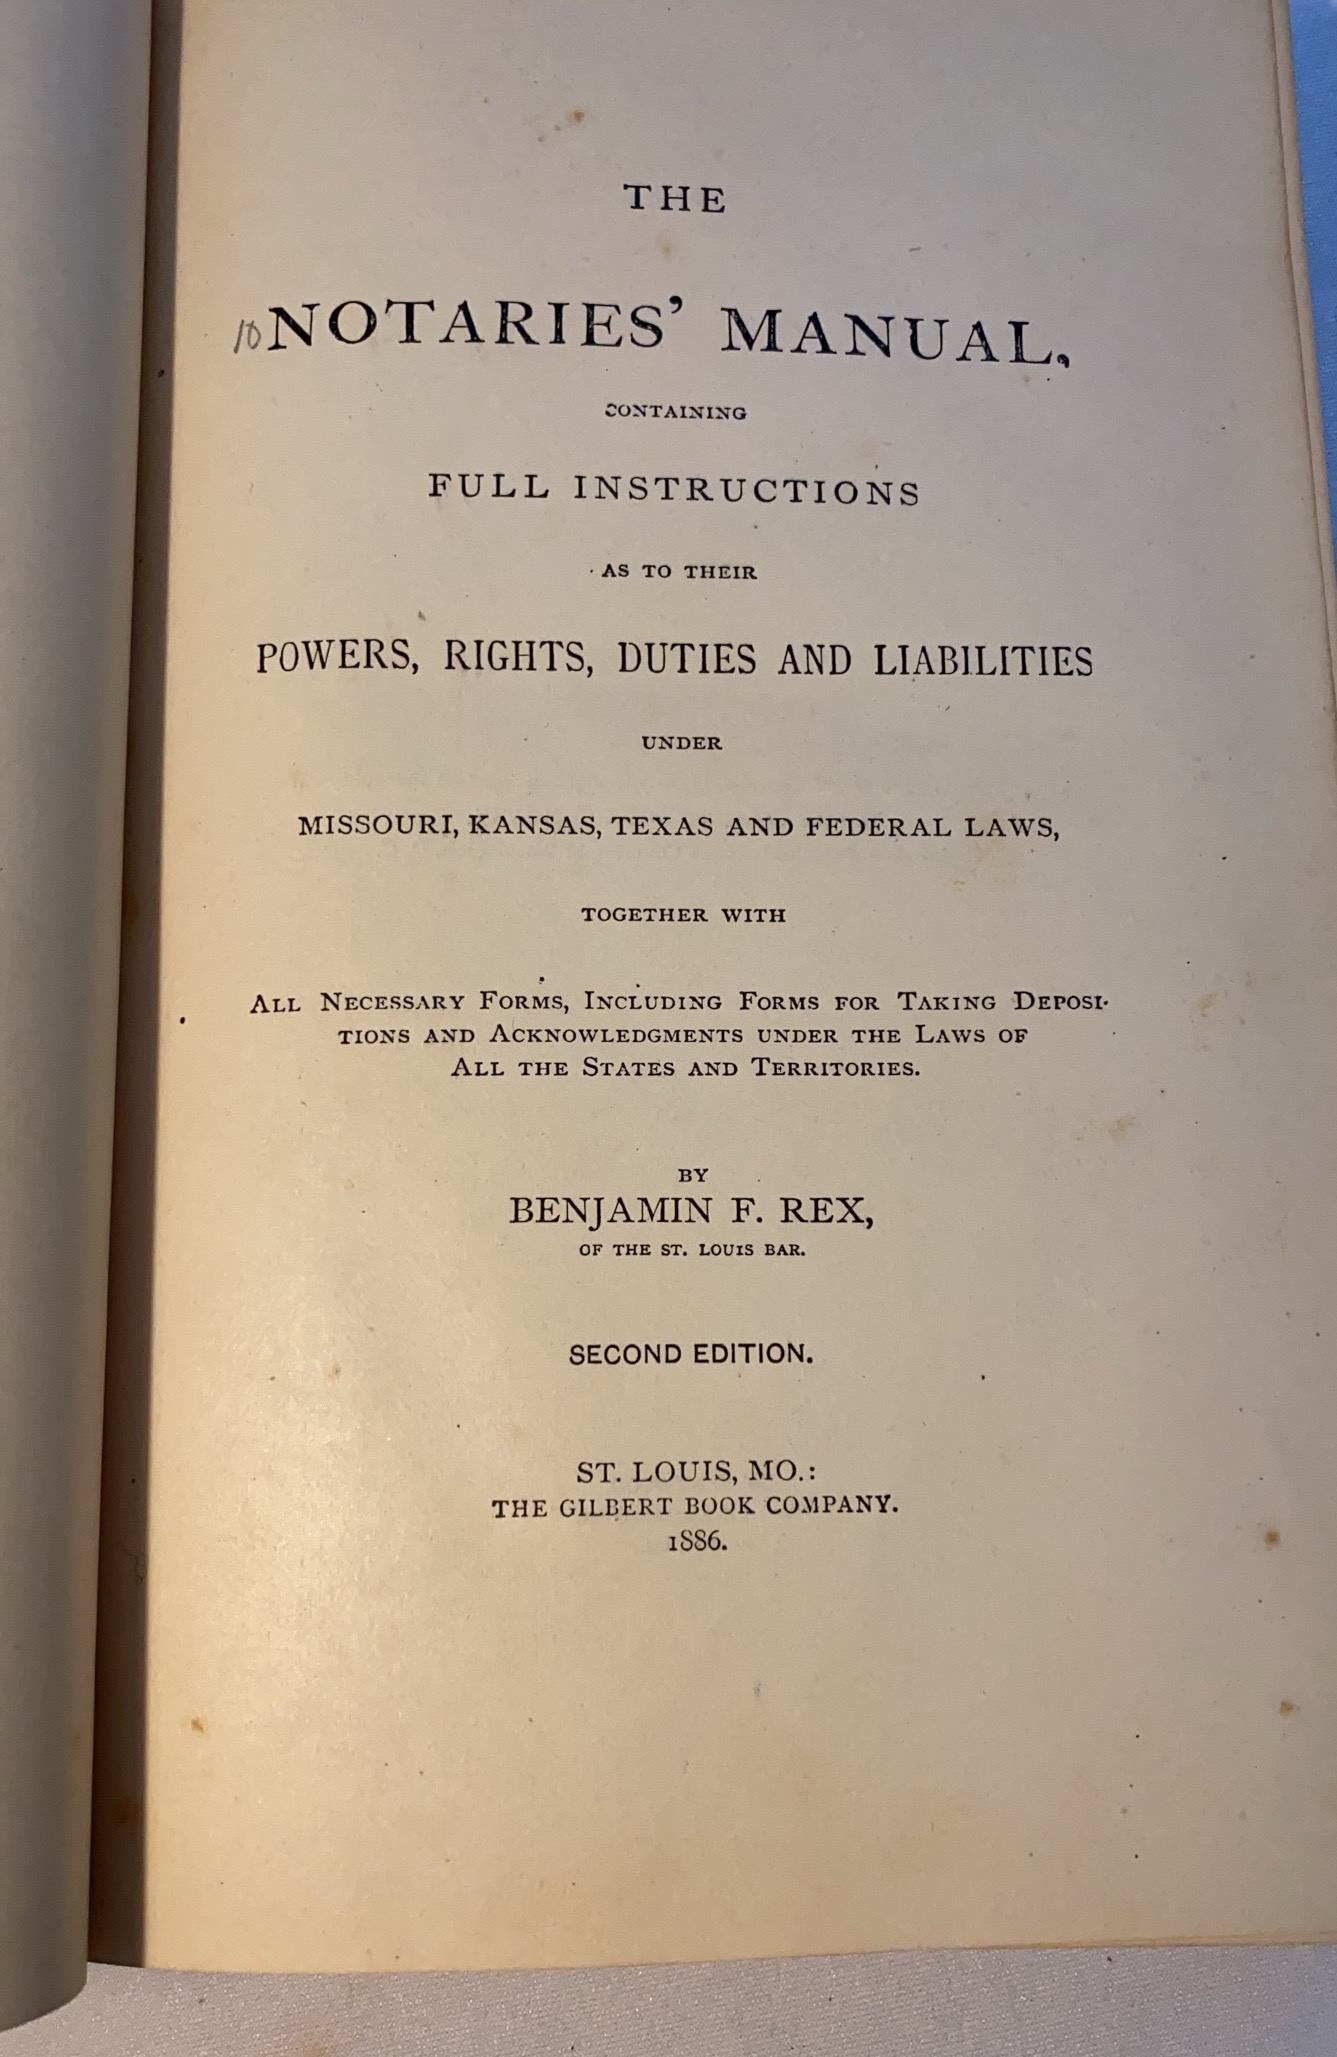 THE
10 NOTARIES' MANUAL,
CONTAINING
FULL INSTRUCTIONS
AS TO THEIR
POWERS, RIGHTS, DUTIES AND LIABILITIES
UNDER
MISSOURI, KANSAS, TEXAS AND FEDERAL LAWS,
TOGETHER WITH
ALL NECESSARY FORMS, INCLUDING FORMS FOR TAKING DEPOSI-
TIONS AND ACKNOWLEDGMENTS UNDER THE LAWS OF
ALL THE STATES AND TERRITORIES.
BY
BENJAMIN F. REX,
OF THE ST. LOUIS BAR.
SECOND EDITION.
ST. LOUIS, MO.:
THE GILBERT BOOK COMPANY.
1886.